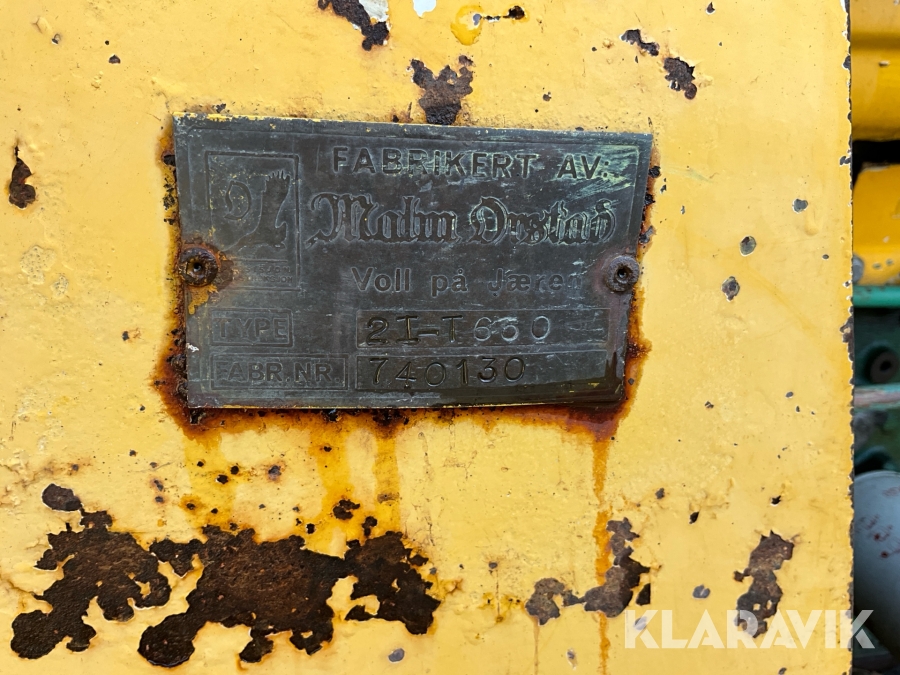 FABRIKERT AV:
Malm Orstad
Voll på Jæren
TYPE 2I-T650
FABR.NR. 740130
KLARAVIK